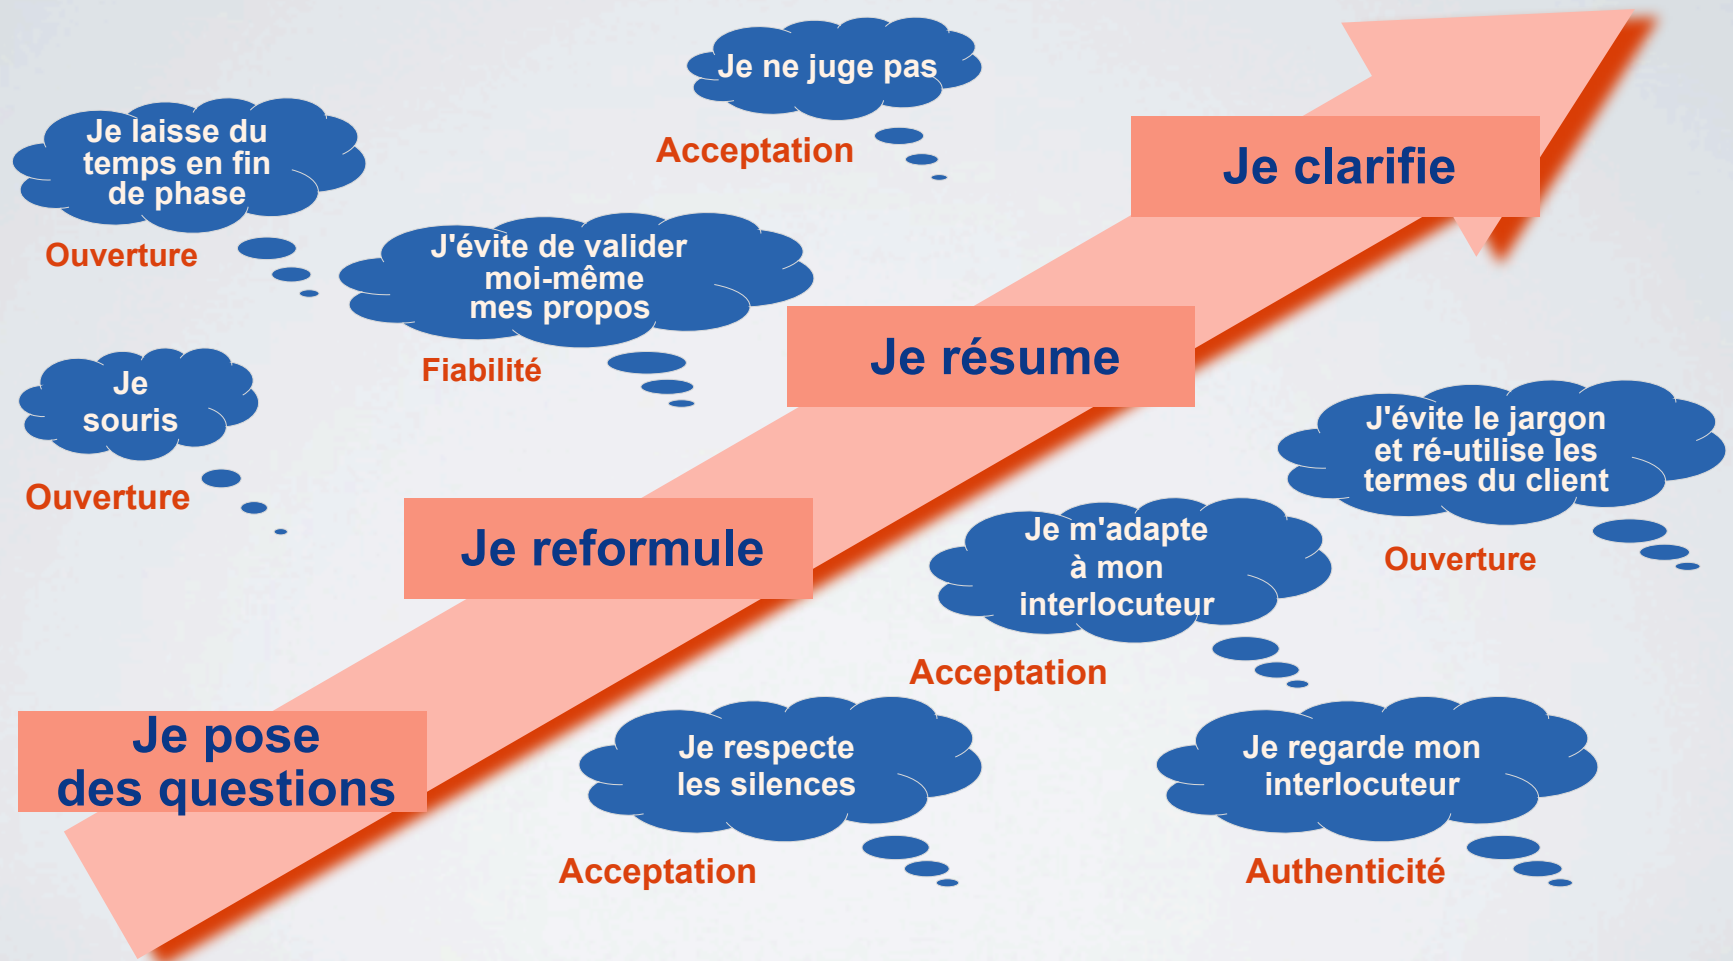 Je ne juge pas
Acceptation
Je laisse du
temps en fin
de phase
Ouverture
Je clarifie
J'évite de valider
moi-même
mes propos
Fiabilité
Je résume
Je
souris
Ouverture
J'évite le jargon
et ré-utilise les
termes du client
Ouverture
Je reformule
Je m'adapte
à mon
interlocuteur
Acceptation
Je pose
des questions
Je respecte
les silences
Acceptation
Je regarde mon
interlocuteur
Authenticité